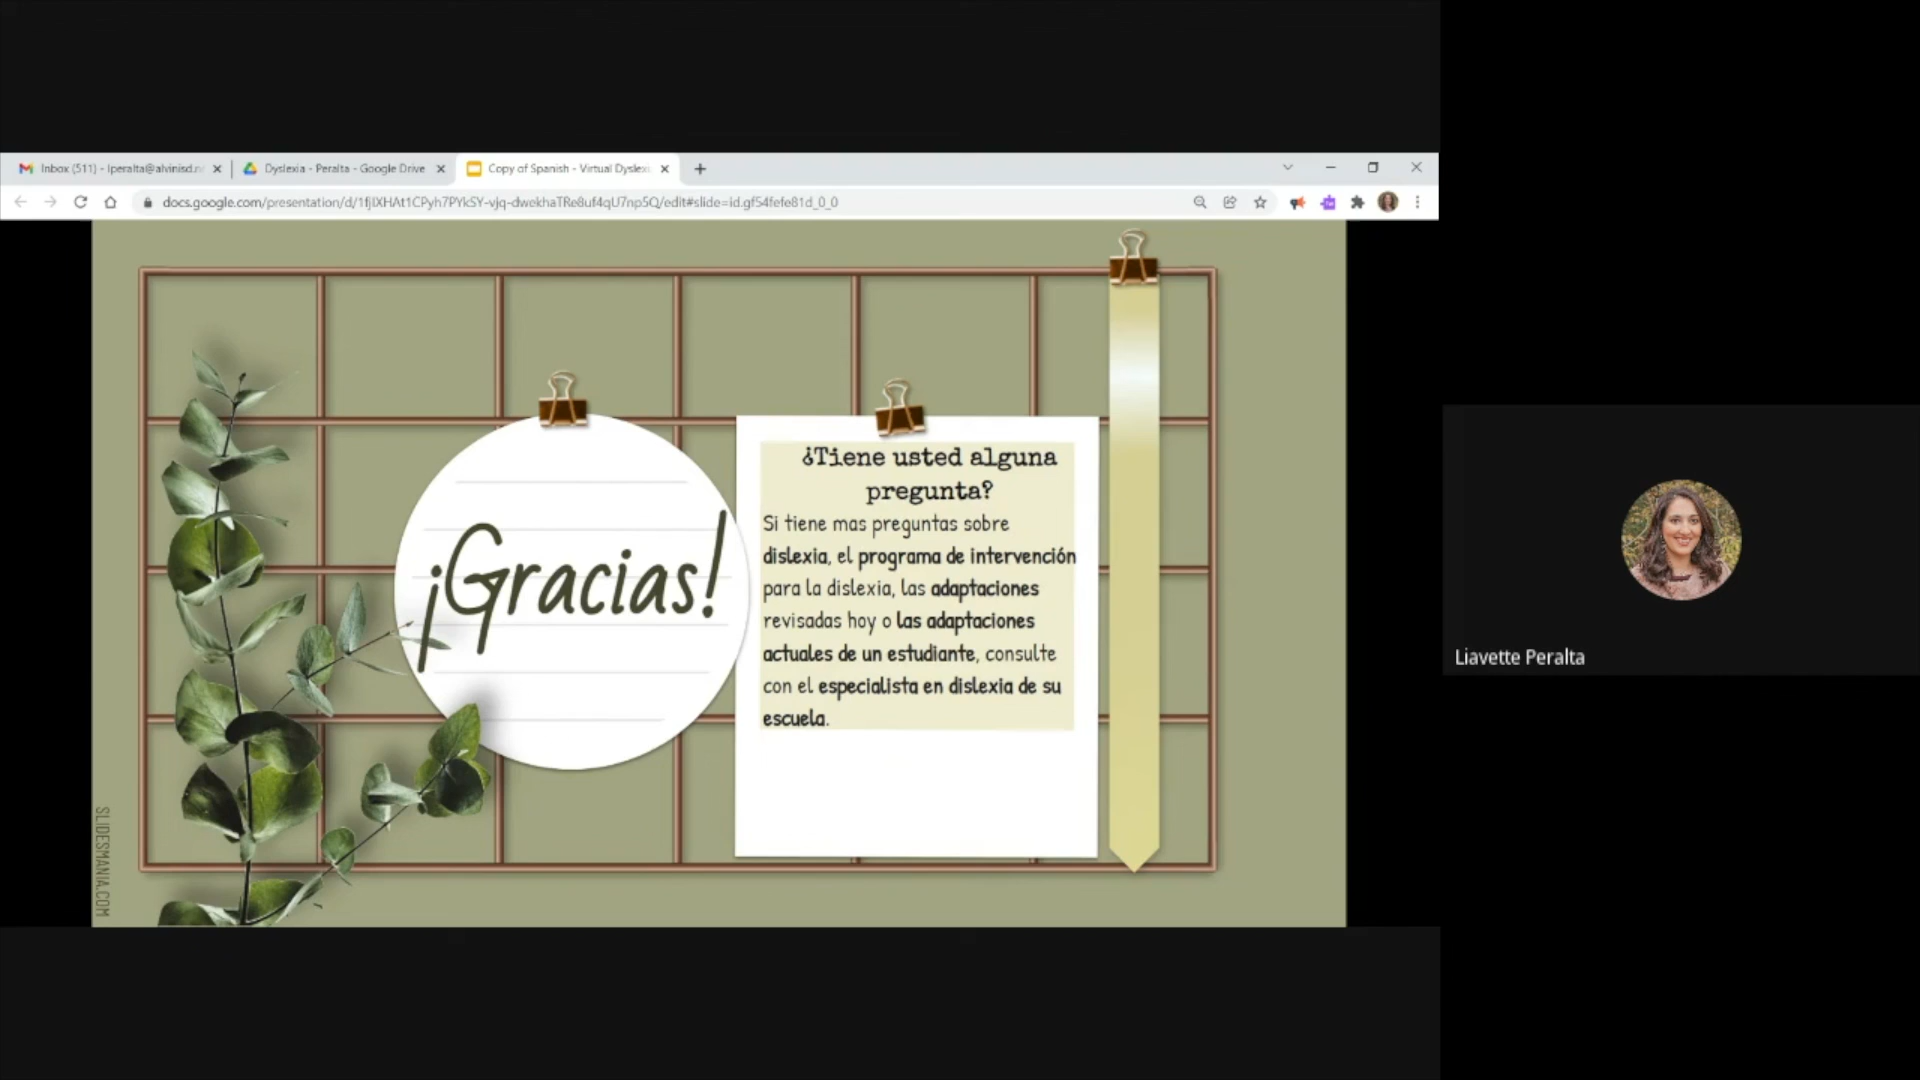 Inbox (511) - lperalta@alvinisd.n
Dyslexia - Peralta - Google Drive
Copy of Spanish - Virtual Dyslexi
docs.google.com/presentation/d/1fjIXHAt1CPyh7PYkSY-vjq-dwekhaTRe8uf4qU7np5Q/edit#slide=id.gf54fefe81d_0_0
¡Gracias!
¿Tiene usted alguna
pregunta?
Si tiene mas preguntas sobre
dislexia, el programa de intervención
para la dislexia, las adaptaciones
revisadas hoy o las adaptaciones
actuales de un estudiante, consulte
con el especialista en dislexia de su
escuela.
SLIDESMANIA.COM
Liavette Peralta